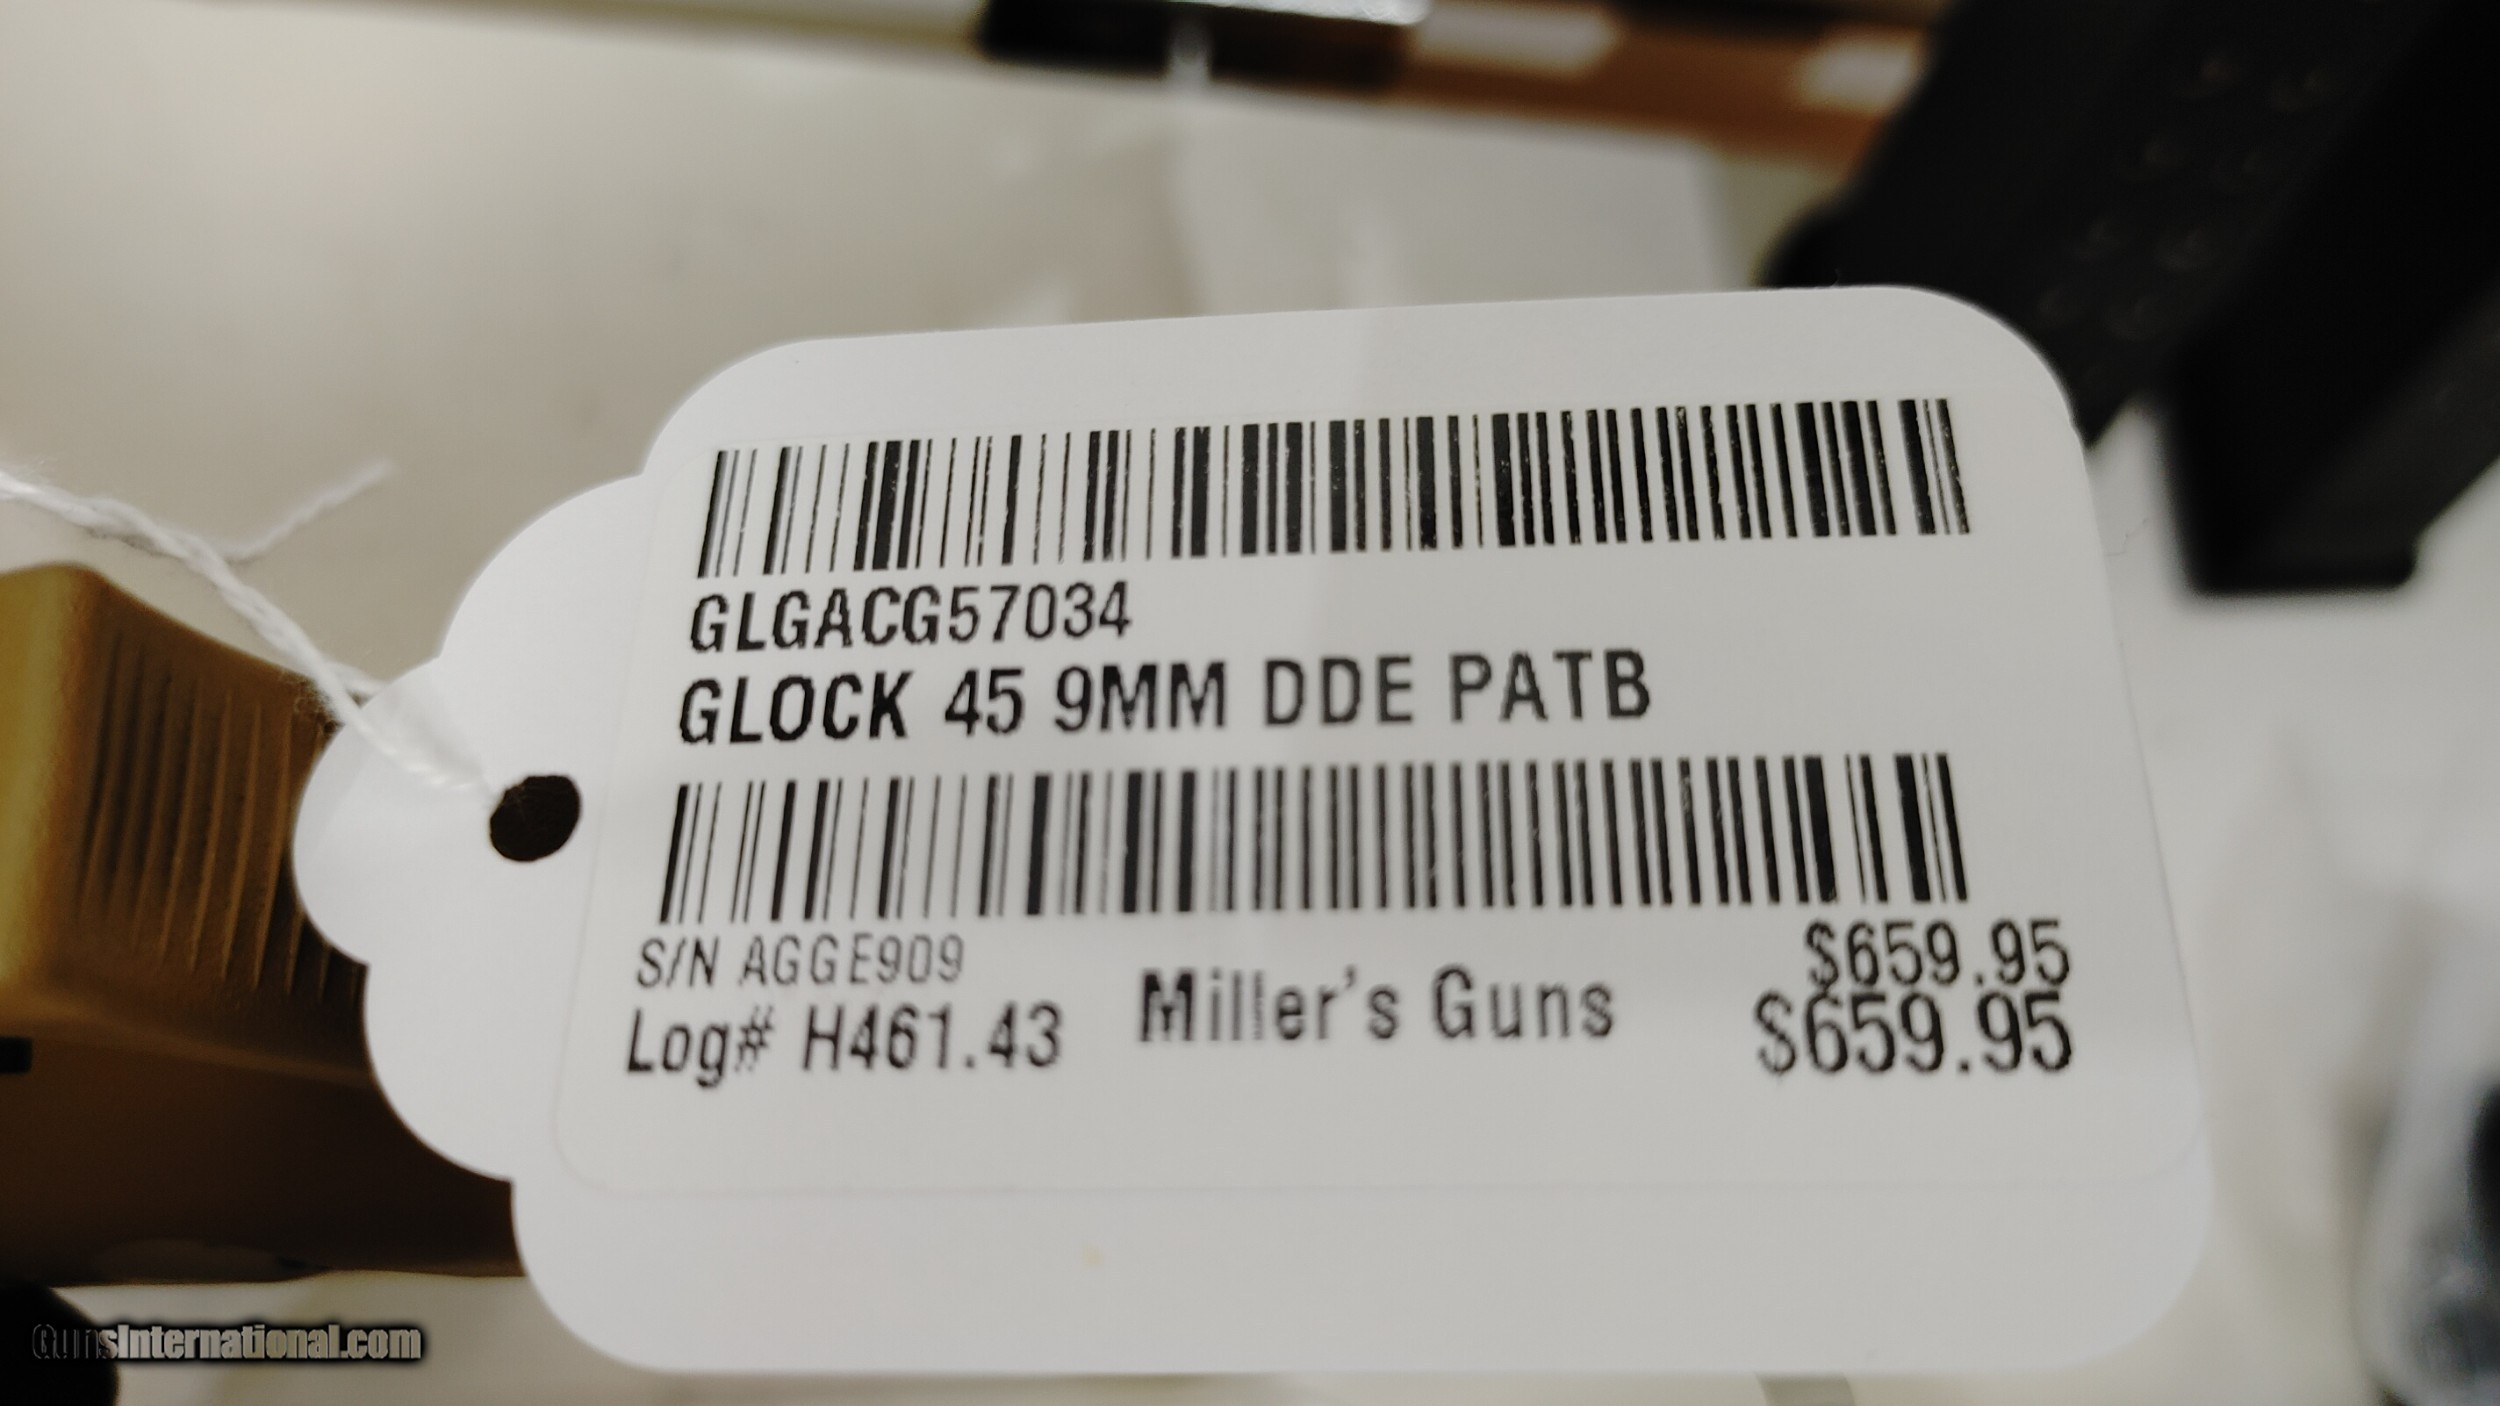 GLGACG57034
GLOCK 45 9MM DDE PATB
S/N AGGE909
Log# H461.43
Miller's Guns
$659.95
$659.95
GunsInternational.com